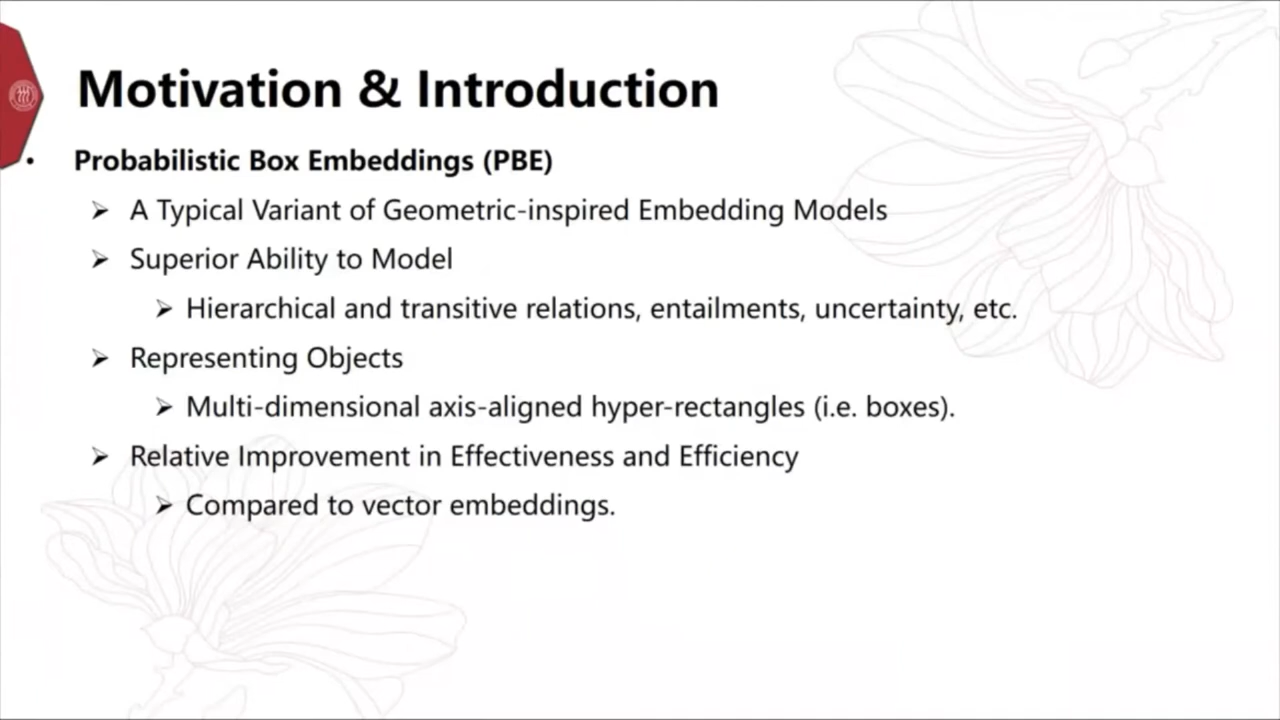 Motivation & Introduction
• Probabilistic Box Embeddings (PBE)
➢ A Typical Variant of Geometric-inspired Embedding Models
➢ Superior Ability to Model
➢ Hierarchical and transitive relations, entailments, uncertainty, etc.
➢ Representing Objects
➢ Multi-dimensional axis-aligned hyper-rectangles (i.e. boxes).
➢ Relative Improvement in Effectiveness and Efficiency
➢ Compared to vector embeddings.